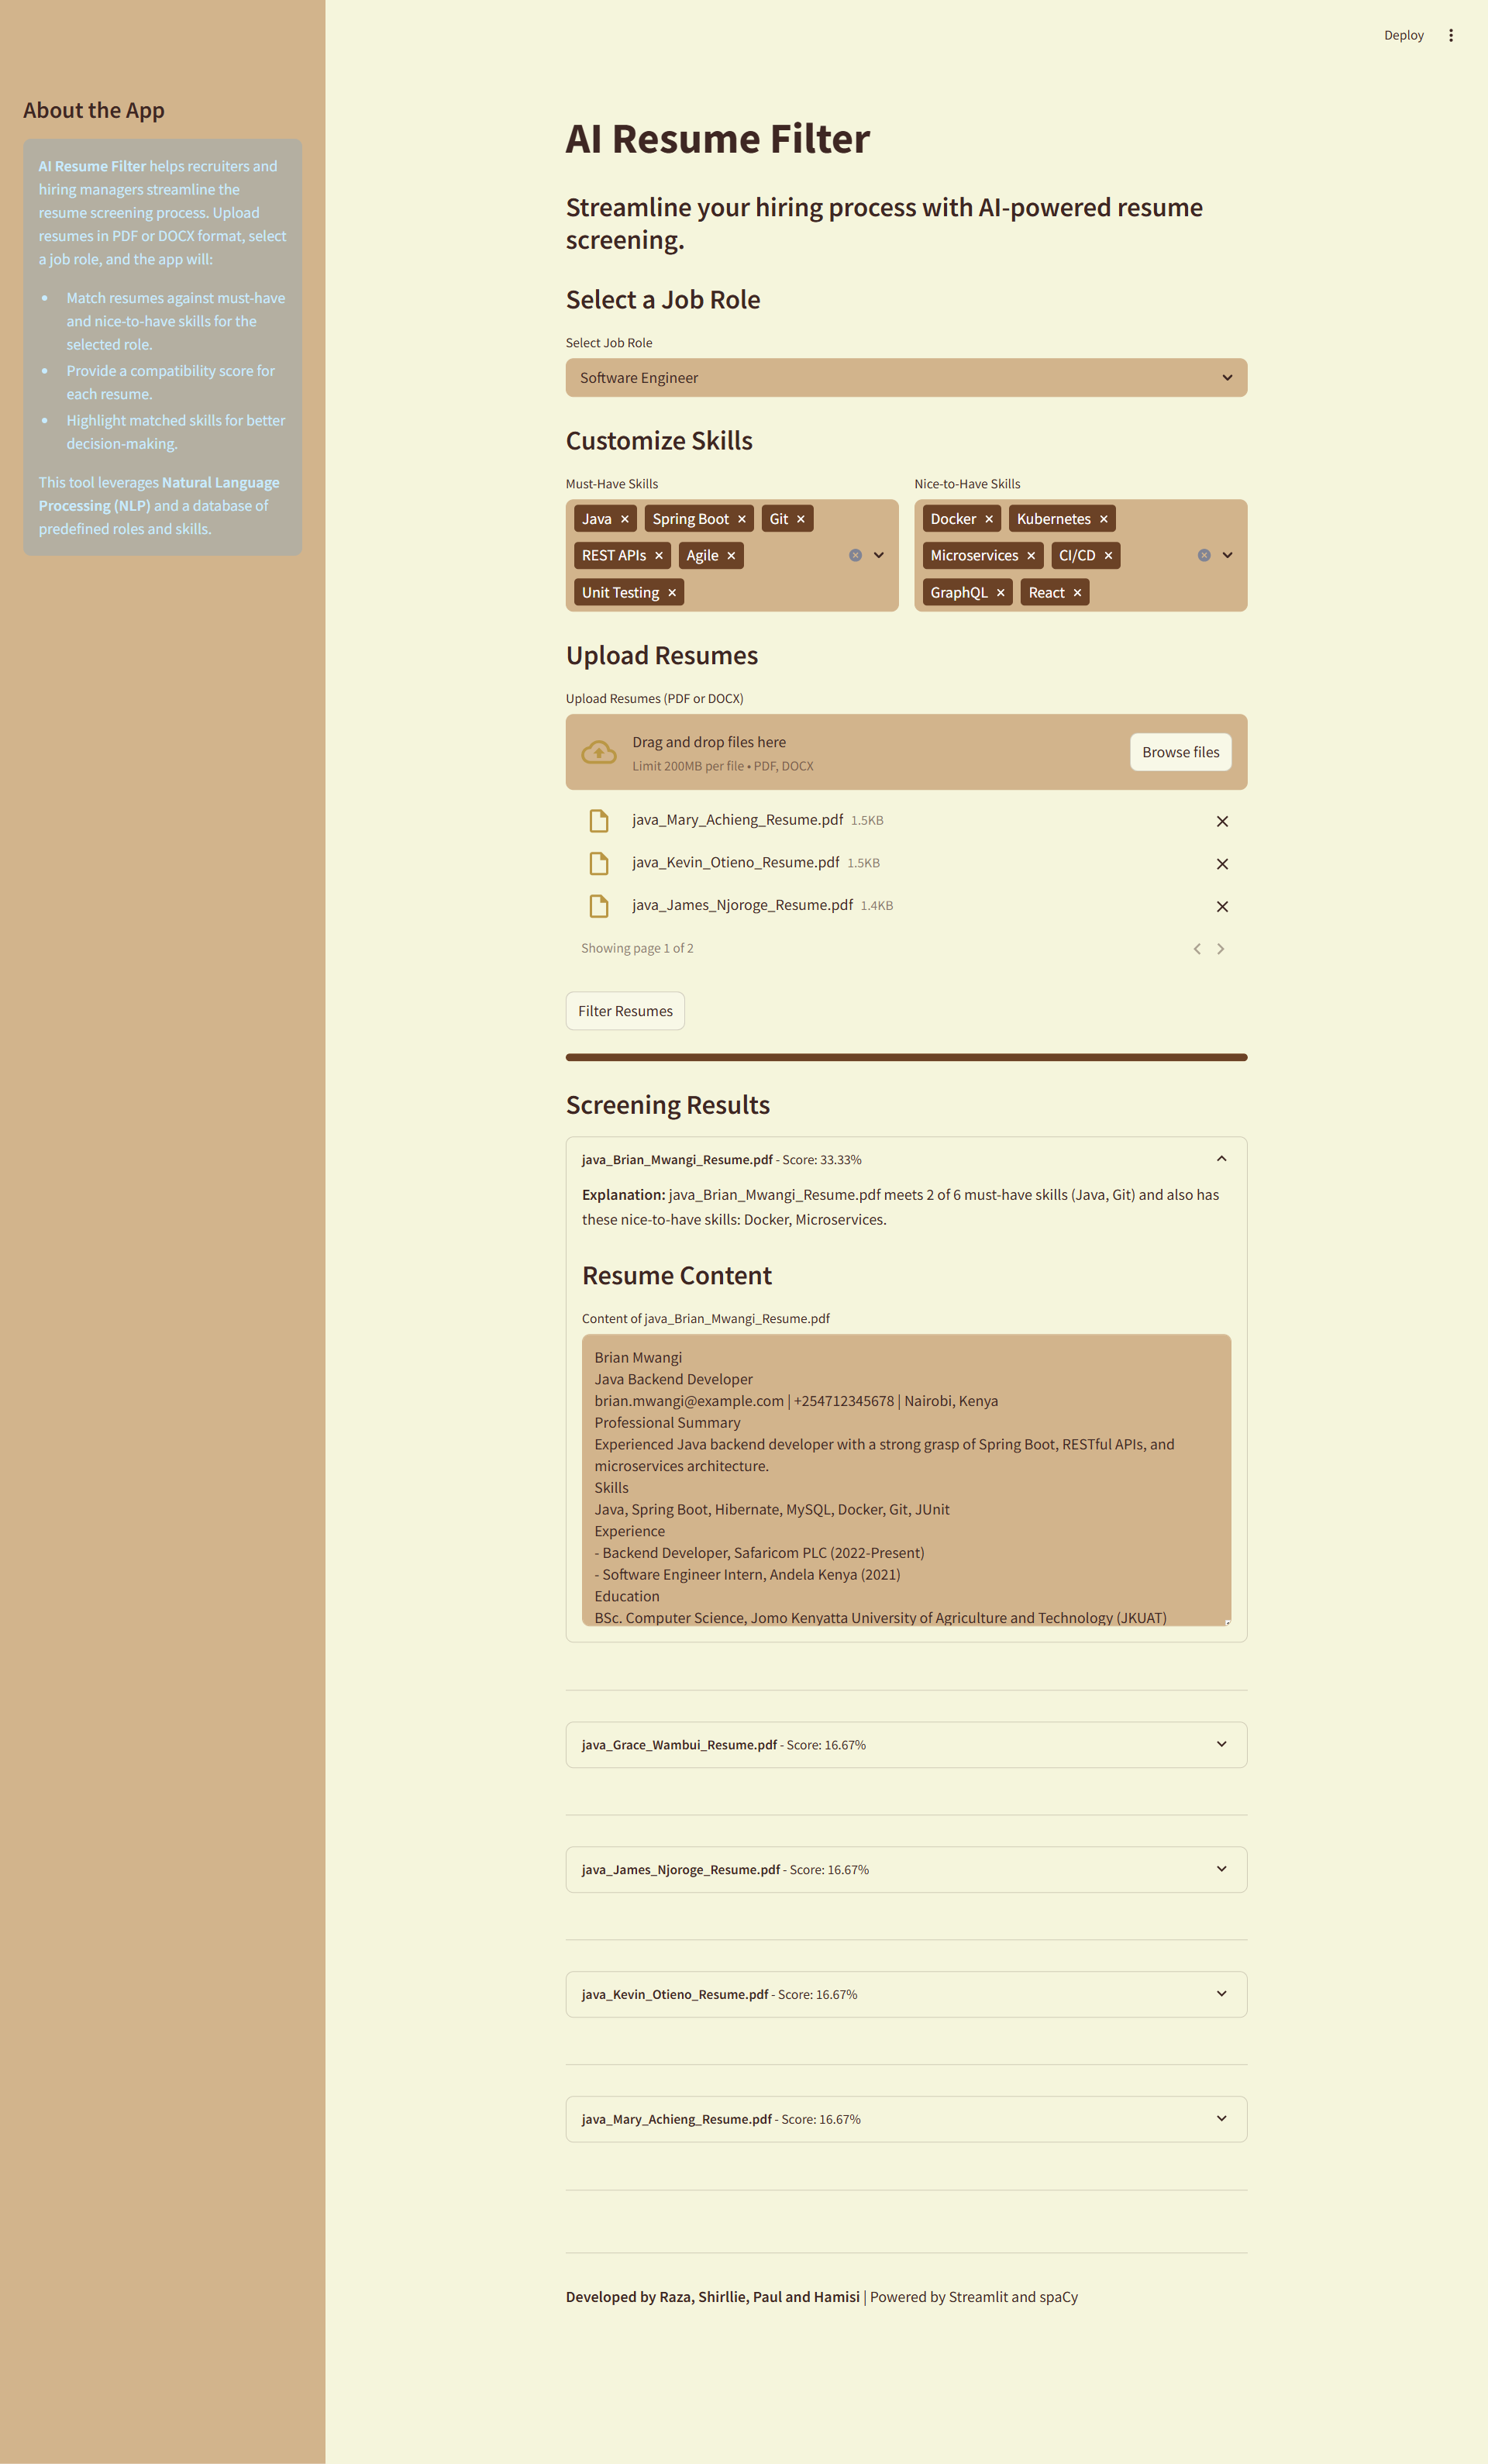 Deploy
About the App
AI Resume Filter helps recruiters and
hiring managers streamline the
resume screening process. Upload
resumes in PDF or DOCX format, select
a job role, and the app will:
• Match resumes against must-have
and nice-to-have skills for the
selected role.
• Provide a compatibility score for
each resume.
• Highlight matched skills for better
decision-making.
This tool leverages Natural Language
Processing (NLP) and a database of
predefined roles and skills.
AI Resume Filter
Streamline your hiring process with AI-powered resume
screening.
Select a Job Role
Select Job Role
Software Engineer
Customize Skills
Must-Have Skills
Java × Spring Boot × Git ×
REST APIs × Agile ×
Unit Testing ×
Nice-to-Have Skills
Docker × Kubernetes ×
Microservices × CI/CD ×
GraphQL × React ×
Upload Resumes
Upload Resumes (PDF or DOCX)
Drag and drop files here
Limit 200MB per file • PDF, DOCX
Browse files
java_Mary_Achieng_Resume.pdf 1.5KB
java_Kevin_Otieno_Resume.pdf 1.5KB
java_James_Njoroge_Resume.pdf 1.4KB
Showing page 1 of 2
Filter Resumes
Screening Results
java_Brian_Mwangi_Resume.pdf - Score: 33.33%
Explanation: java_Brian_Mwangi_Resume.pdf meets 2 of 6 must-have skills (Java, Git) and also has
these nice-to-have skills: Docker, Microservices.
Resume Content
Content of java_Brian_Mwangi_Resume.pdf
Brian Mwangi
Java Backend Developer
brian.mwangi@example.com | +254712345678 | Nairobi, Kenya
Professional Summary
Experienced Java backend developer with a strong grasp of Spring Boot, RESTful APIs, and
microservices architecture.
Skills
Java, Spring Boot, Hibernate, MySQL, Docker, Git, JUnit
Experience
- Backend Developer, Safaricom PLC (2022-Present)
- Software Engineer Intern, Andela Kenya (2021)
Education
BSc. Computer Science, Jomo Kenyatta University of Agriculture and Technology (JKUAT)
java_Grace_Wambui_Resume.pdf - Score: 16.67%
java_James_Njoroge_Resume.pdf - Score: 16.67%
java_Kevin_Otieno_Resume.pdf - Score: 16.67%
java_Mary_Achieng_Resume.pdf - Score: 16.67%
Developed by Raza, Shirllie, Paul and Hamisi | Powered by Streamlit and spaCy